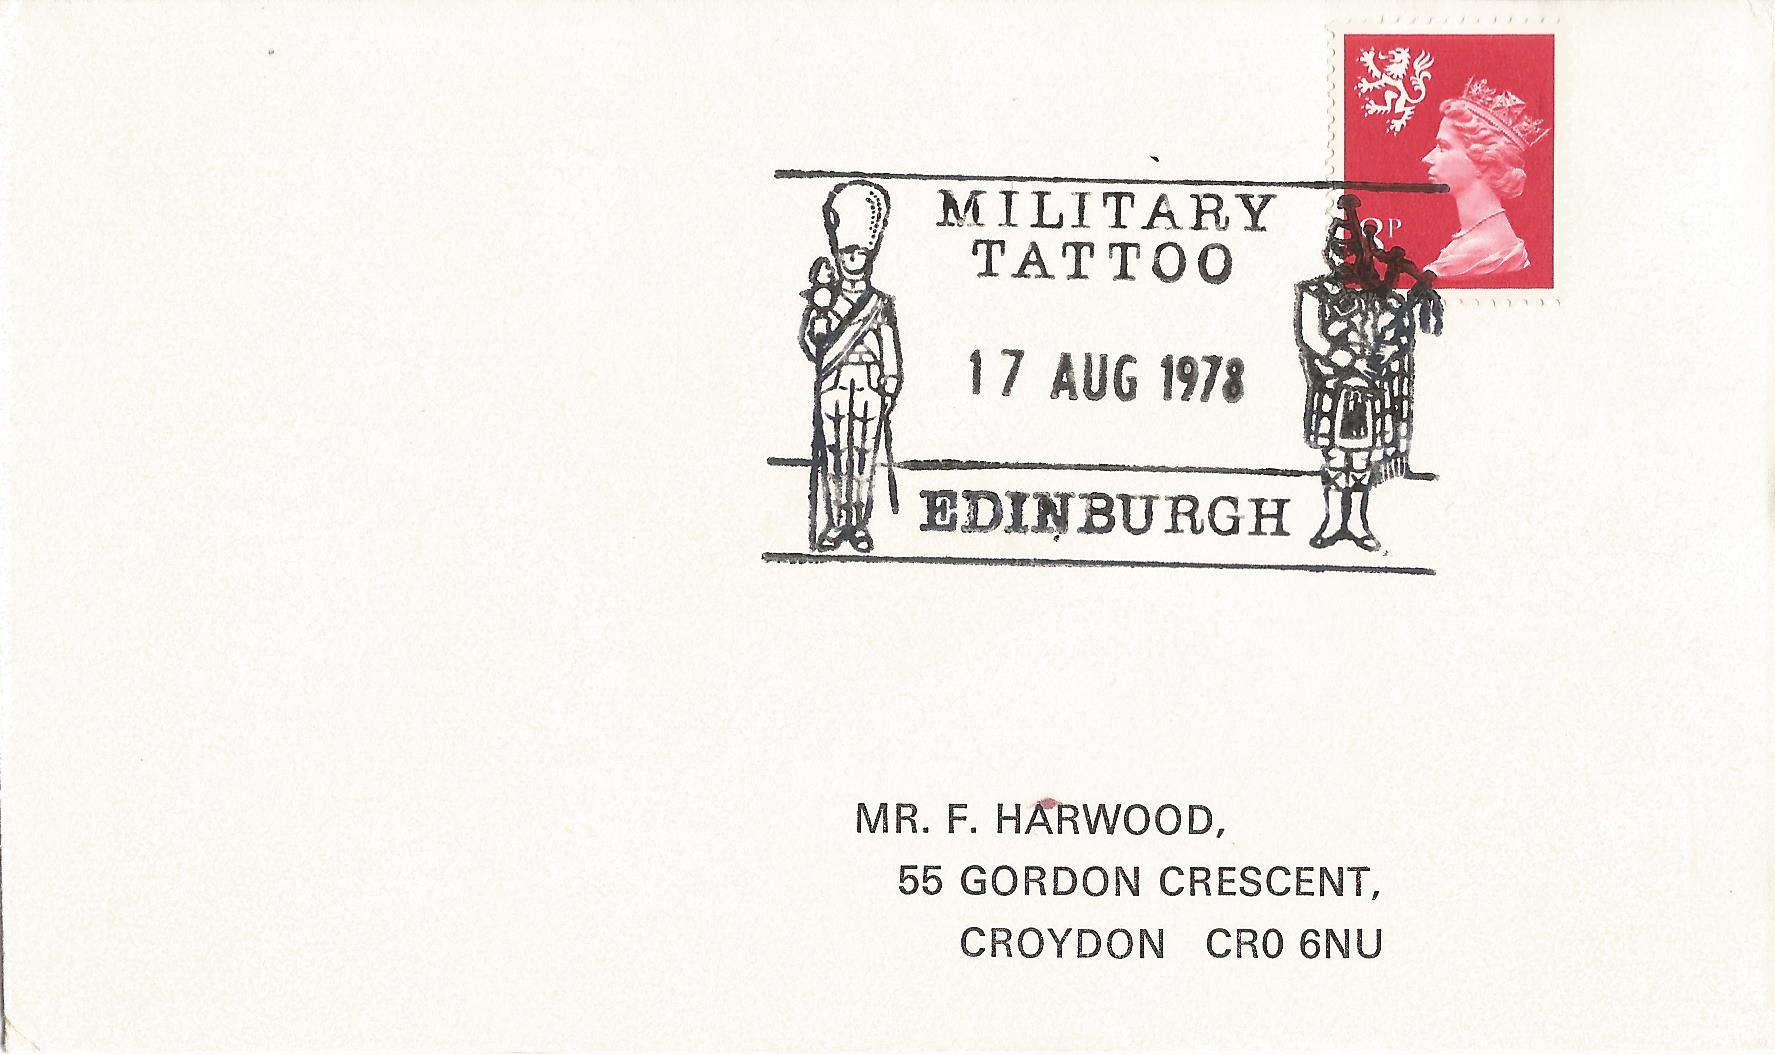 MILITARY
TATTOO
17 AUG 1978
EDINBURGH
MR. F. HARWOOD,
55 GORDON CRESCENT,
CROYDON CR0 6NU